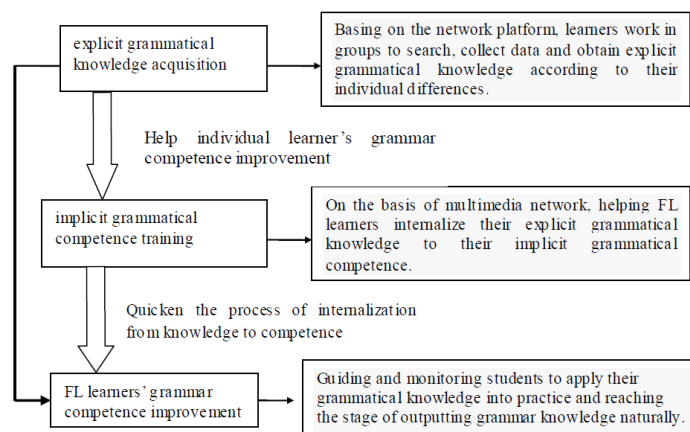 explicit grammatical
knowledge acquisition
Basing on the network platform, learners work in
groups to search, collect data and obtain explicit
grammatical knowledge according to their
individual differences.
Help individual learner's grammar
competence improvement
implicit grammatical
competence training
On the basis of multimedia network, helping FL
learners internalize their explicit grammatical
knowledge to their implicit grammatical
competence.
Quicken the process of internalization
from knowledge to competence
FL learners' grammar
competence improvement
Guiding and monitoring students to apply their
grammatical knowledge into practice and reaching
the stage of outputting grammar knowledge naturally.